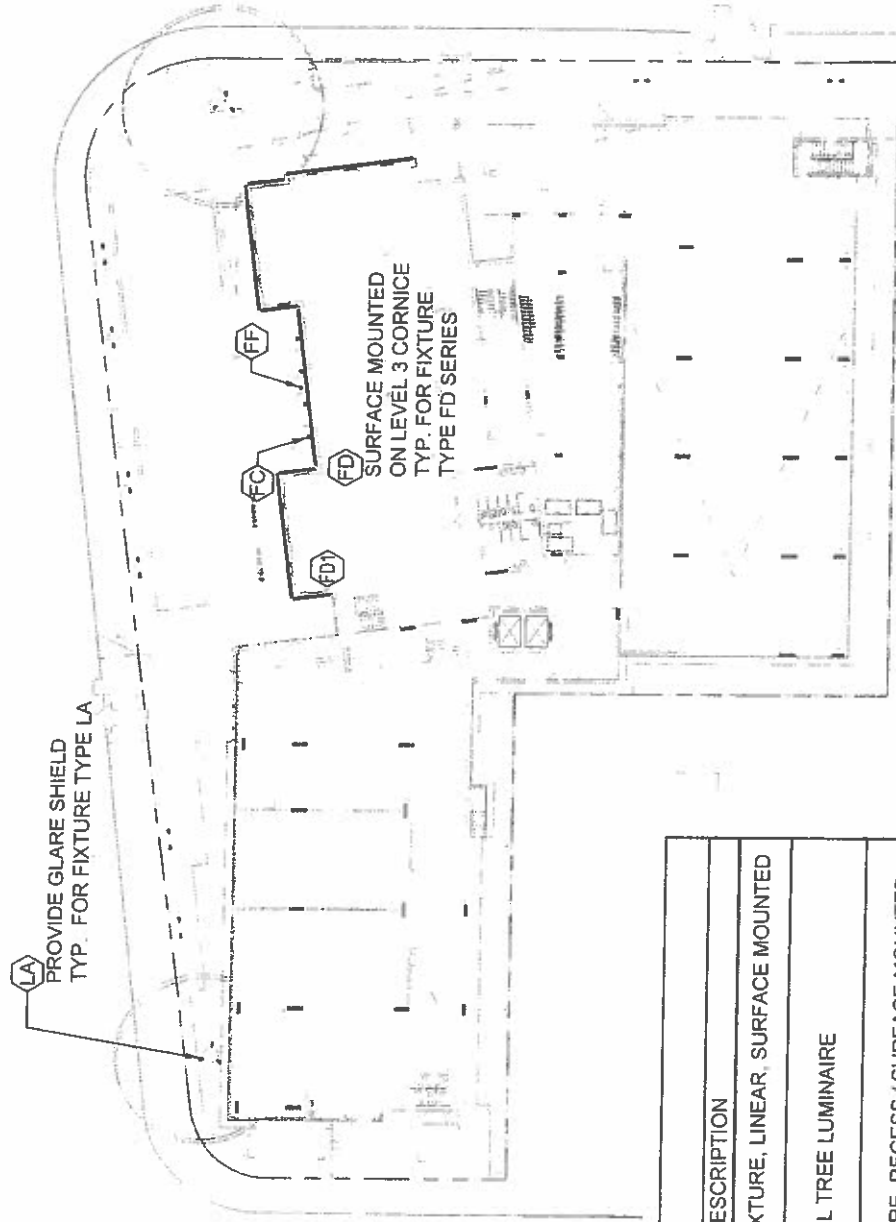 LA
PROVIDE GLARE SHIELD
TYP. FOR FIXTURE TYPE LA
FF
FC
FD
SURFACE MOUNTED
ON LEVEL 3 CORNICE
TYP. FOR FIXTURE
TYPE FD SERIES
FD1
ESCRIPTION
XTURE, LINEAR, SURFACE MOUNTED
L TREE LUMINAIRE